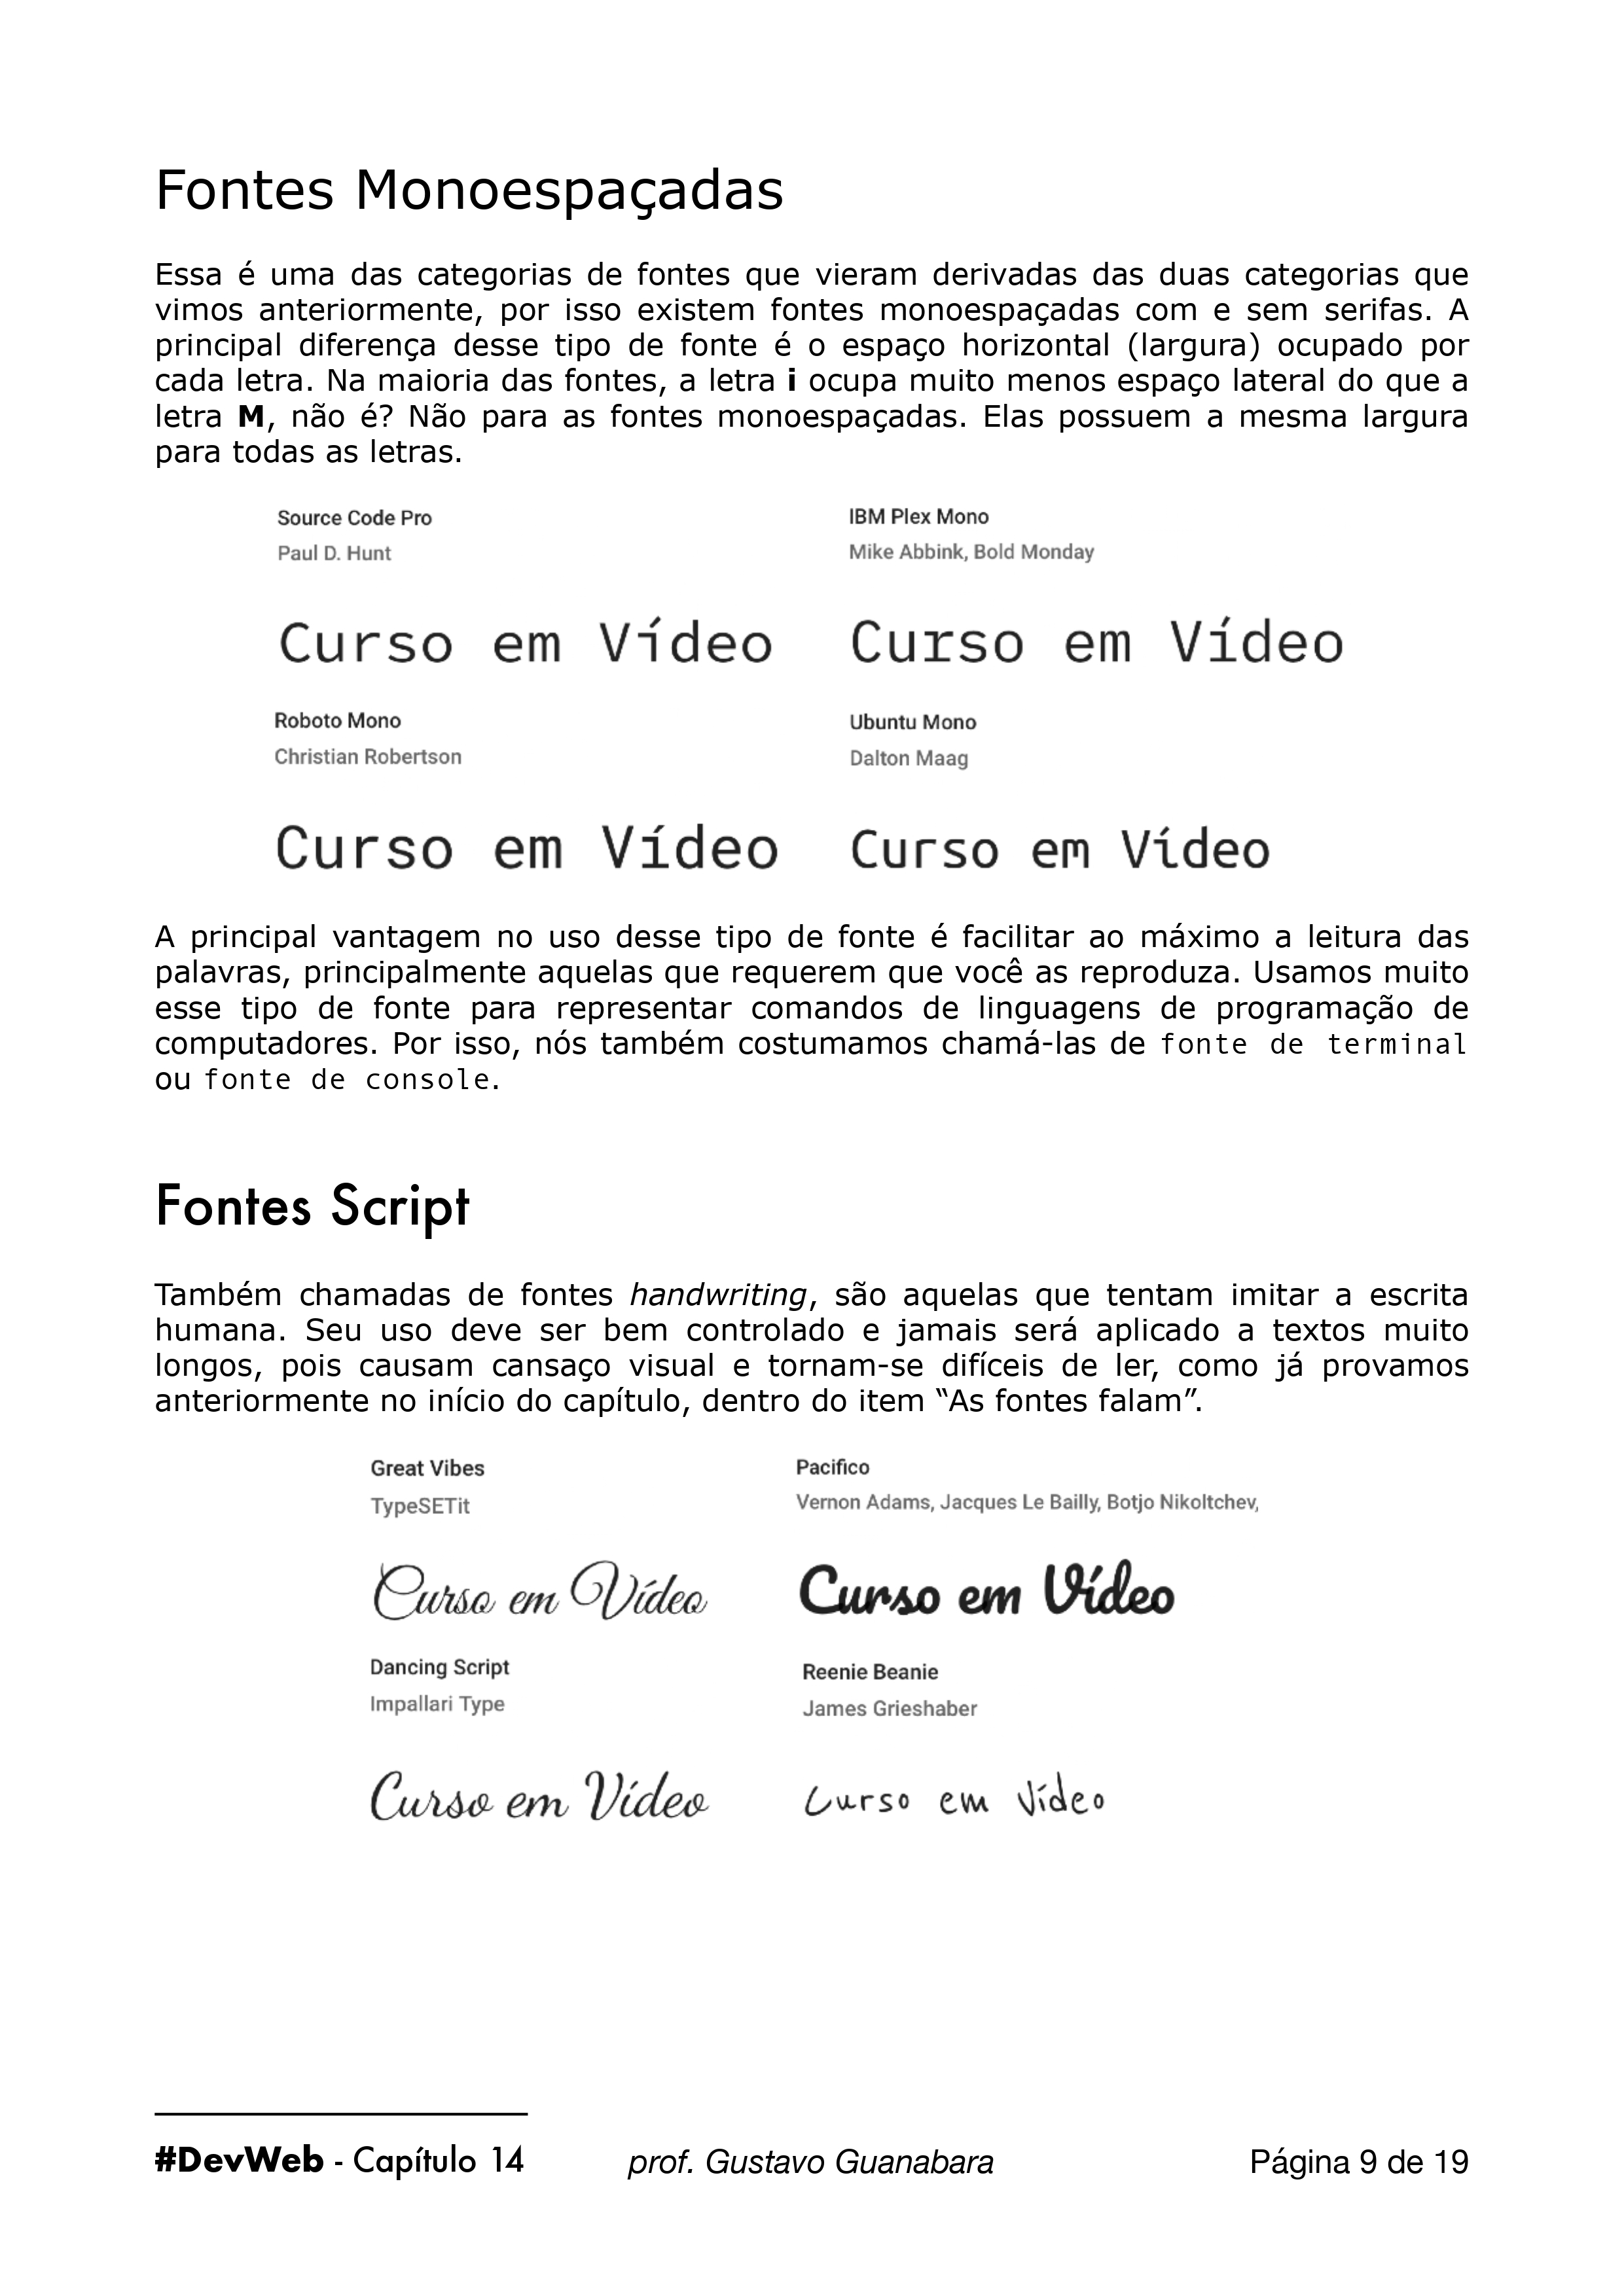 Fontes Monoespaçadas
Essa é uma das categorias de fontes que vieram derivadas das duas categorias que
vimos anteriormente, por isso existem fontes monoespaçadas com e sem serifas. A
principal diferença desse tipo de fonte é o espaço horizontal (largura) ocupado por
cada letra. Na maioria das fontes, a letra i ocupa muito menos espaço lateral do que a
letra M, não é? Não para as fontes monoespaçadas. Elas possuem a mesma largura
para todas as letras.
Source Code Pro
Paul D. Hunt
Curso em Vídeo
IBM Plex Mono
Mike Abbink, Bold Monday
Curso em Vídeo
Roboto Mono
Christian Robertson
Curso em Vídeo
Ubuntu Mono
Dalton Maag
Curso em Vídeo
A principal vantagem no uso desse tipo de fonte é facilitar ao máximo a leitura das
palavras, principalmente aquelas que requerem que você as reproduza. Usamos muito
esse tipo de fonte para representar comandos de linguagens de programação de
computadores. Por isso, nós também costumamos chamá-las de fonte de terminal
ou fonte de console.
Fontes Script
Também chamadas de fontes handwriting, são aquelas que tentam imitar a escrita
humana. Seu uso deve ser bem controlado e jamais será aplicado a textos muito
longos, pois causam cansaço visual e tornam-se difíceis de ler, como já provamos
anteriormente no início do capítulo, dentro do item “As fontes falam”.
Great Vibes
TypeSETit
Curso em Vídeo
Pacifico
Vernon Adams, Jacques Le Bailly, Botjo Nikoltchev,
Curso em Vídeo
Dancing Script
Impallari Type
Curso em Vídeo
Reenie Beanie
James Grieshaber
Curso em Vídeo
#DevWeb - Capítulo 14 prof. Gustavo Guanabara Página 9 de 19